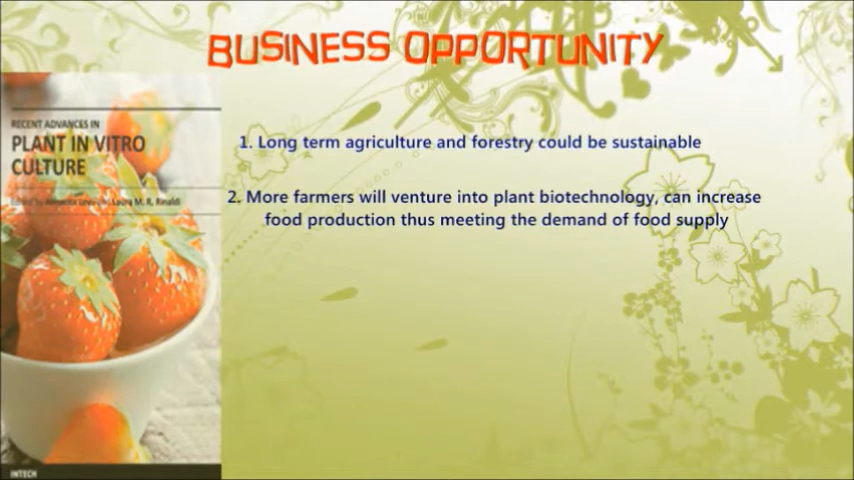 BUSINESS OPPORTUNITY
RECENT ADVANCES IN
PLANT IN VITRO
CULTURE
Laura M. R. Rinaldi
1. Long term agriculture and forestry could be sustainable
2. More farmers will venture into plant biotechnology, can increase
food production thus meeting the demand of food supply
INTECH